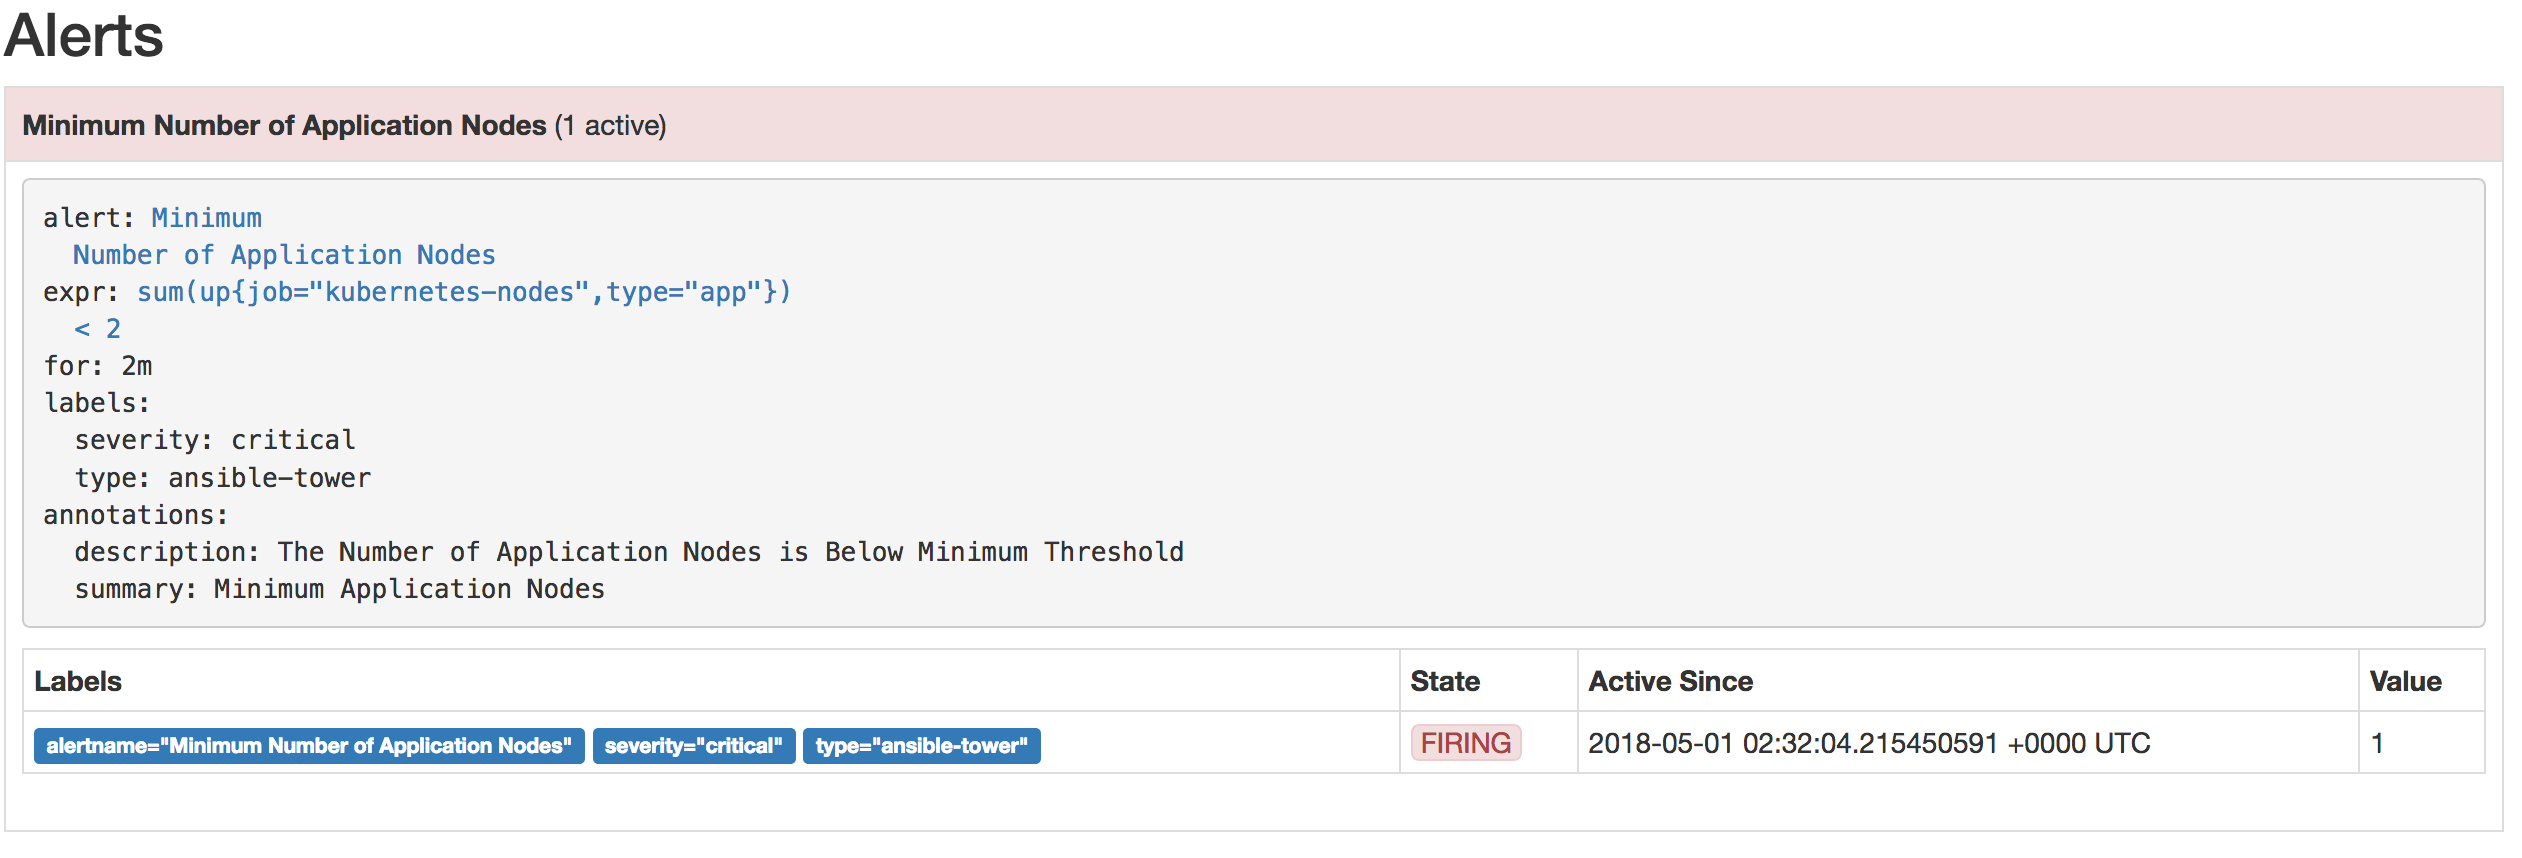 Alerts
Minimum Number of Application Nodes (1 active)
alert: Minimum
  Number of Application Nodes
expr: sum(up{job="kubernetes-nodes",type="app"})
  < 2
for: 2m
labels:
  severity: critical
  type: ansible-tower
annotations:
  description: The Number of Application Nodes is Below Minimum Threshold
  summary: Minimum Application Nodes
Labels State Active Since Value
alertname="Minimum Number of Application Nodes" severity="critical" type="ansible-tower" FIRING 2018-05-01 02:32:04.215450591 +0000 UTC 1